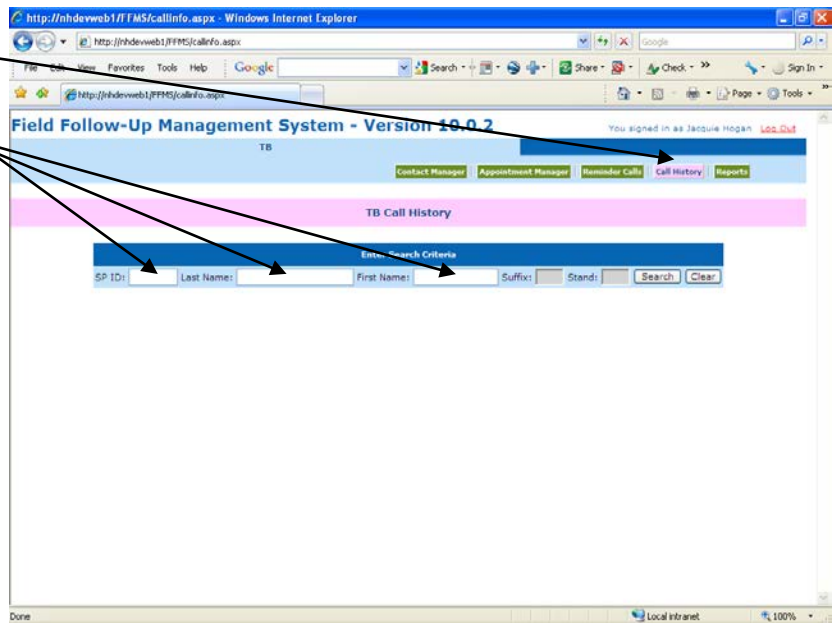 http://nhdevweb1/FFMS/callinfo.aspx - Windows Internet Explorer
http://nhdevweb1/FFMS/callinfo.aspx Google
File Edit View Favorites Tools Help Google Search Share Check Sign In
http://nhdevweb1/FFMS/callinfo.aspx Page Tools
Field Follow-Up Management System - Version 10.0.2 You signed in as Jacquie Hogan Log Out
TB
Contact Manager Appointment Manager Reminder Calls Call History Reports
TB Call History
Enter Search Criteria
SP ID: Last Name: First Name: Suffix: Stand: Search Clear
Done Local intranet 100%